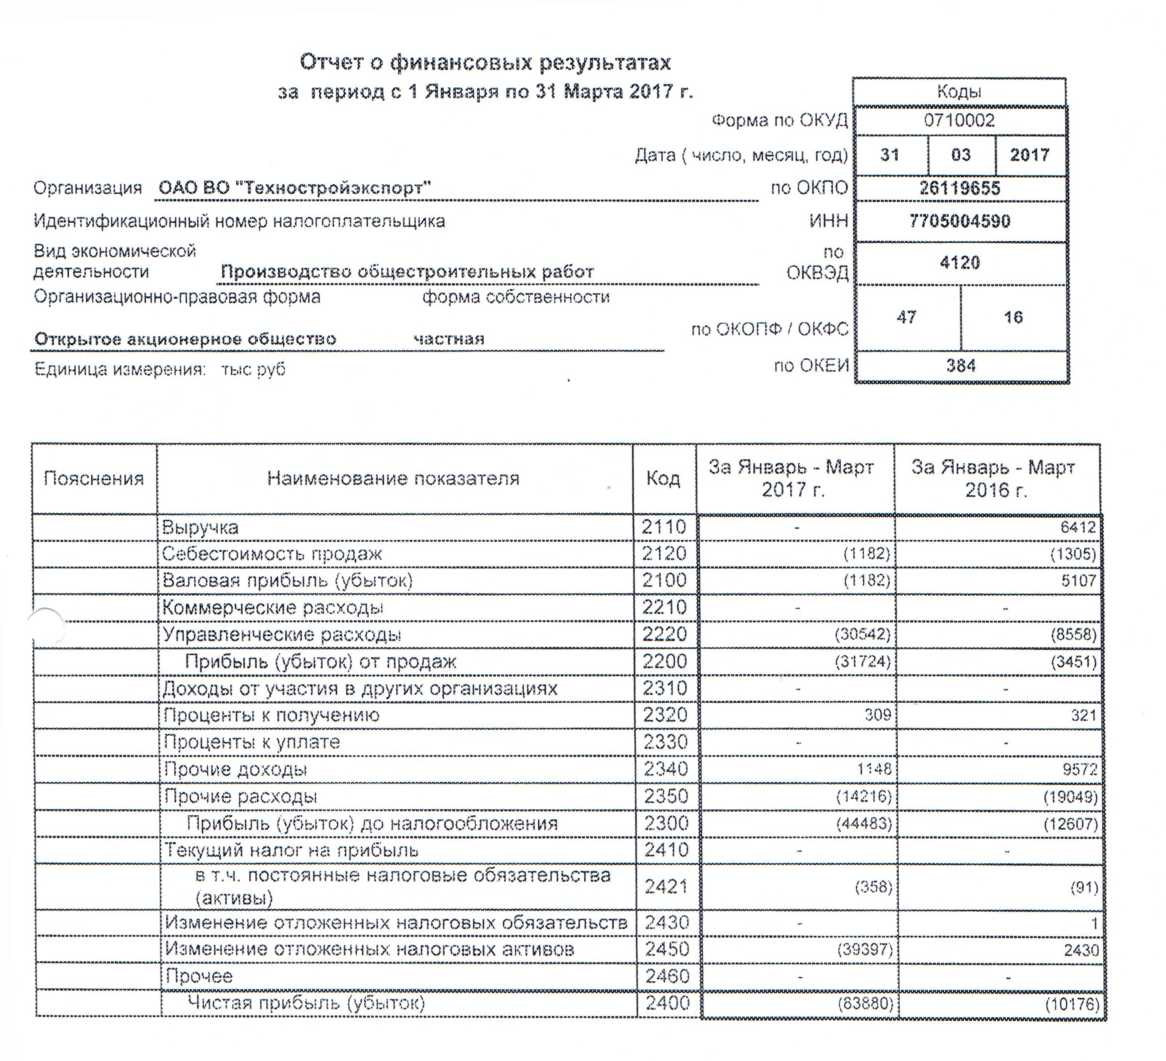 Отчет о финансовых результатах
за период с 1 Января по 31 Марта 2017 г.
Коды
Форма по ОКУД 0710002
Дата ( число, месяц, год) 31 03 2017
Организация ОАО ВО "Техностройэкспорт" по ОКПО 26119655
Идентификационный номер налогоплательщика ИНН 7705004590
Вид экономической
деятельности Производство общестроительных работ по ОКВЭД 4120
Организационно-правовая форма форма собственности
Открытое акционерное общество частная по ОКОПФ / ОКФС 47 16
Единица измерения: тыс руб по ОКЕИ 384
Пояснения Наименование показателя Код За Январь - Март 2017 г. За Январь - Март 2016 г.
Выручка 2110 - 6412
Себестоимость продаж 2120 (1182) (1305)
Валовая прибыль (убыток) 2100 (1182) 5107
Коммерческие расходы 2210 - -
Управленческие расходы 2220 (30542) (8558)
Прибыль (убыток) от продаж 2200 (31724) (3451)
Доходы от участия в других организациях 2310 - -
Проценты к получению 2320 309 321
Проценты к уплате 2330 - -
Прочие доходы 2340 1148 9572
Прочие расходы 2350 (14216) (19049)
Прибыль (убыток) до налогообложения 2300 (44483) (12607)
Текущий налог на прибыль 2410 - -
в т.ч. постоянные налоговые обязательства
(активы) 2421 (358) (91)
Изменение отложенных налоговых обязательств 2430 - 1
Изменение отложенных налоговых активов 2450 (39397) 2430
Прочее 2460 - -
Чистая прибыль (убыток) 2400 (83880) (10176)